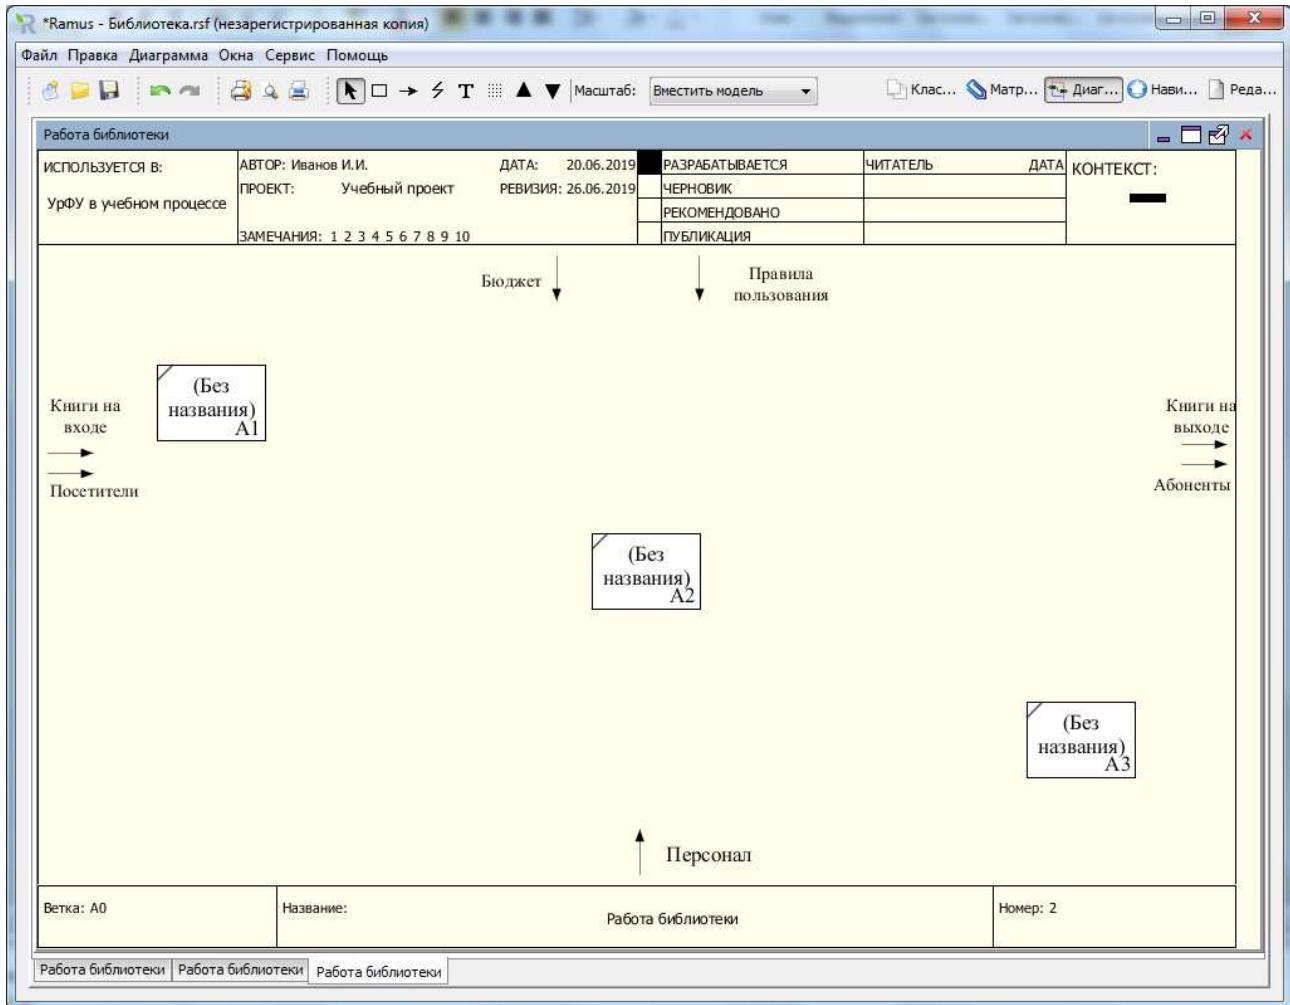 *Ramus - Библиотека.rsf (незарегистрированная копия)
Файл Правка Диаграмма Окна Сервис Помощь
T Масштаб: Вместить модель Клас... Матр... Диаг... Нави... Реда...
Работа библиотеки
ИСПОЛЬЗУЕТСЯ В:
УрФУ в учебном процессе
АВТОР: Иванов И.И. ДАТА: 20.06.2019
ПРОЕКТ: Учебный проект РЕВИЗИЯ: 26.06.2019
ЗАМЕЧАНИЯ: 1 2 3 4 5 6 7 8 9 10
РАЗРАБАТЫВАЕТСЯ
ЧЕРНОВИК
РЕКОМЕНДОВАНО
ПУБЛИКАЦИЯ
ЧИТАТЕЛЬ ДАТА
КОНТЕКСТ:
Бюджет
Правила
пользования
(Без
названия)
A1
Книги на
входе
Посетители
Книги на
выходе
Абоненты
(Без
названия)
A2
(Без
названия)
A3
Персонал
Ветка: A0
Название:
Работа библиотеки
Номер: 2
Работа библиотеки Работа библиотеки Работа библиотеки